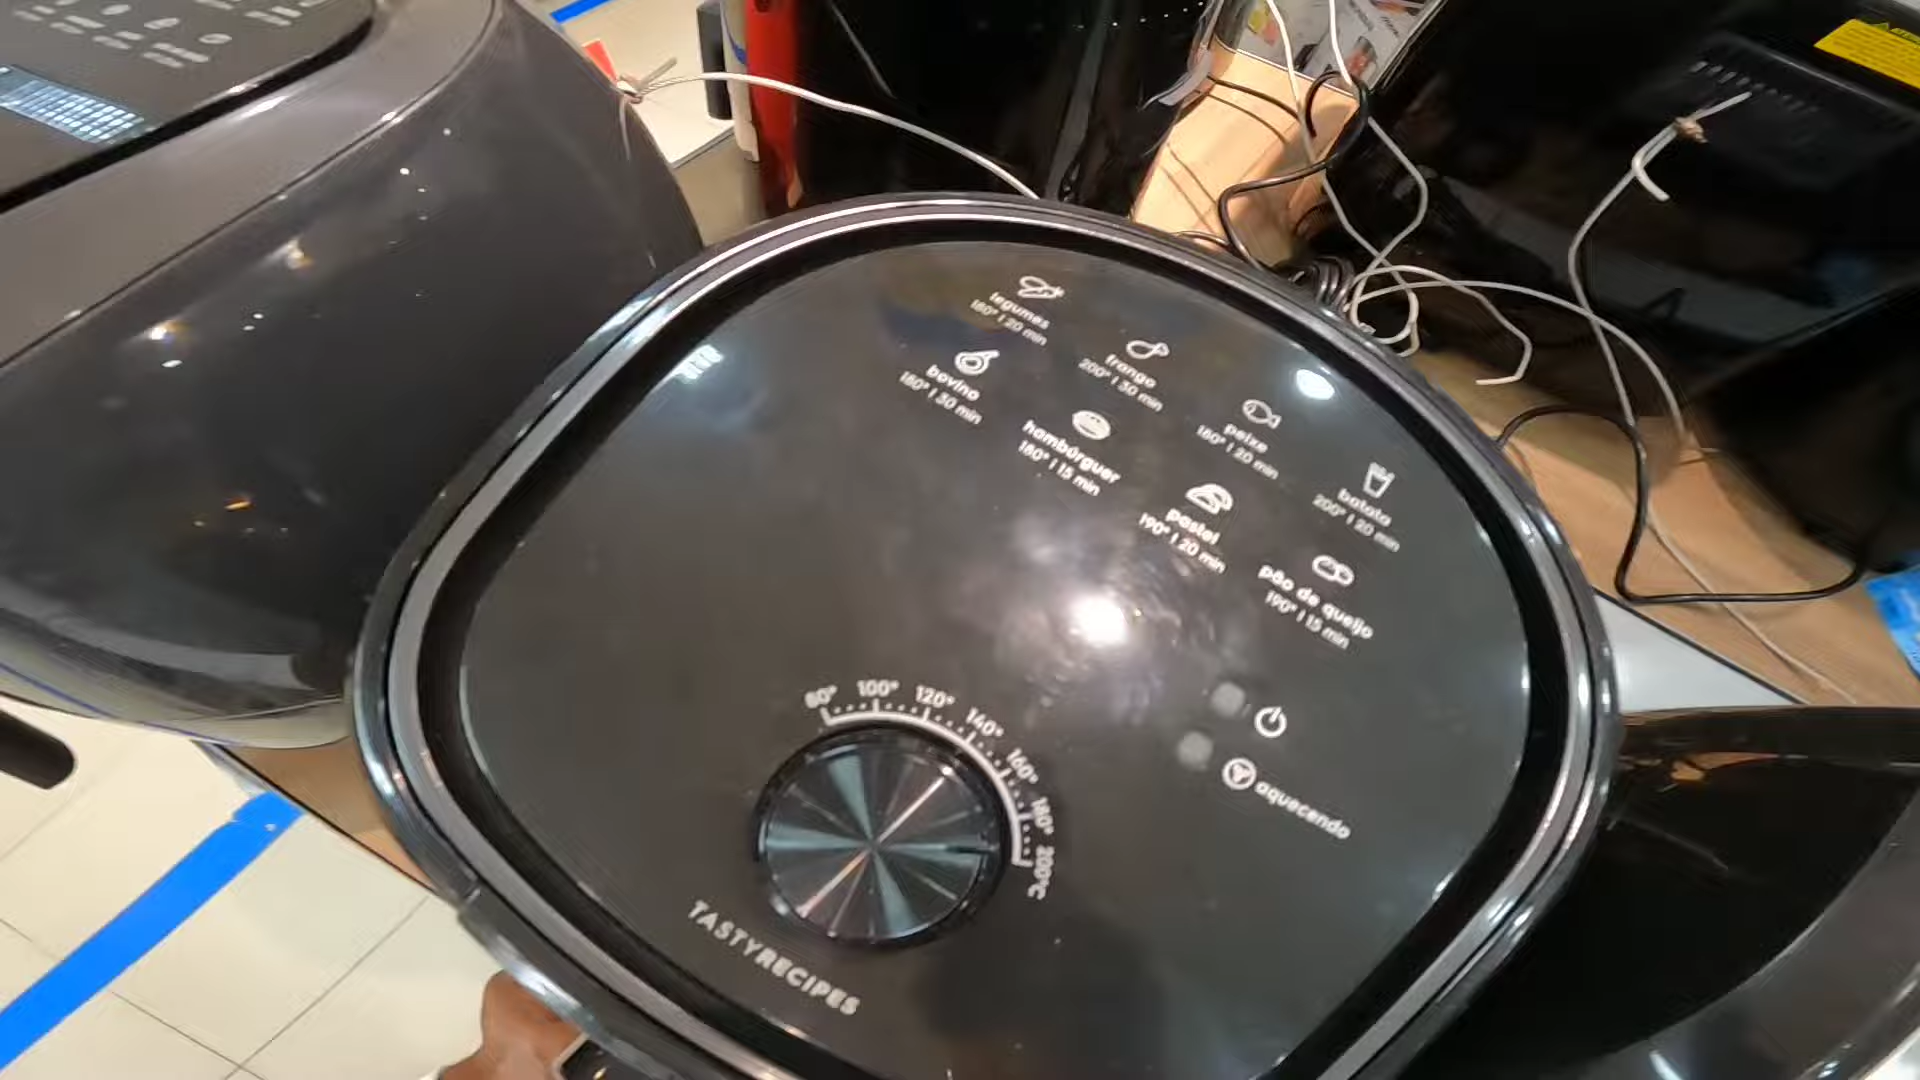 legumes
180° | 20 min
frango
200° | 30 min
peixe
180° | 20 min
batata
200° | 20 min
bovino
180° | 30 min
hambúrguer
180° | 15 min
pastel
190° | 20 min
pão de queijo
190° | 15 min
80° 100° 120° 140° 160° 180° 200°C
aquecendo
TASTYRECIPES